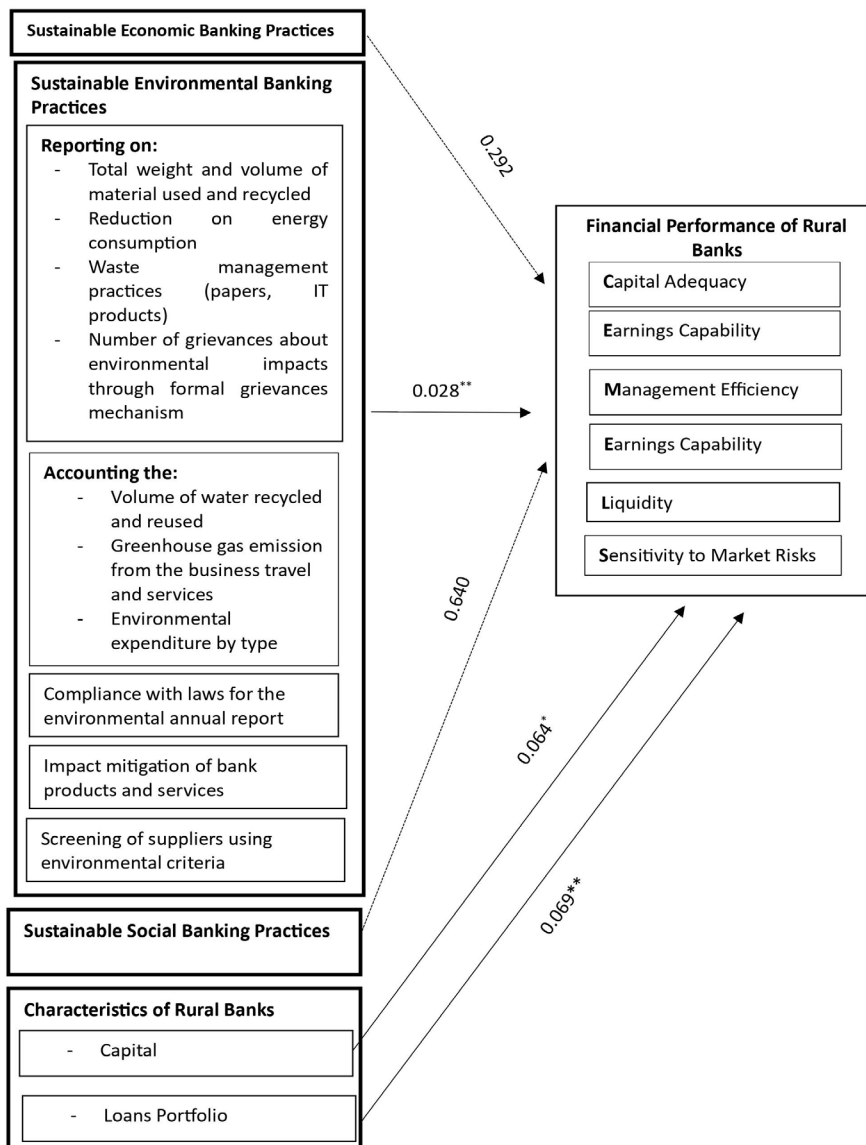 Sustainable Economic Banking Practices
Sustainable Environmental Banking
Practices
Reporting on:
- Total weight and volume of
material used and recycled
- Reduction on energy
consumption
- Waste management
practices (papers, IT
products)
- Number of grievances about
environmental impacts
through formal grievances
mechanism
Accounting the:
- Volume of water recycled
and reused
- Greenhouse gas emission
from the business travel
and services
- Environmental
expenditure by type
Compliance with laws for the
environmental annual report
Impact mitigation of bank
products and services
Screening of suppliers using
environmental criteria
Sustainable Social Banking Practices
Characteristics of Rural Banks
- Capital
- Loans Portfolio
0.292
0.028**
0.640
0.064*
0.069**
Financial Performance of Rural
Banks
Capital Adequacy
Earnings Capability
Management Efficiency
Earnings Capability
Liquidity
Sensitivity to Market Risks